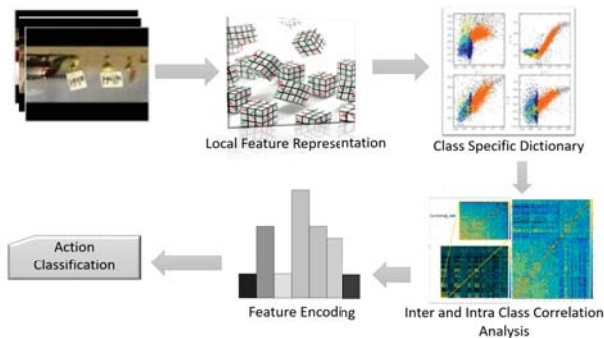 Local Feature Representation
Class Specific Dictionary
Action
Classification
Feature Encoding
Inter and Intra Class Correlation
Analysis